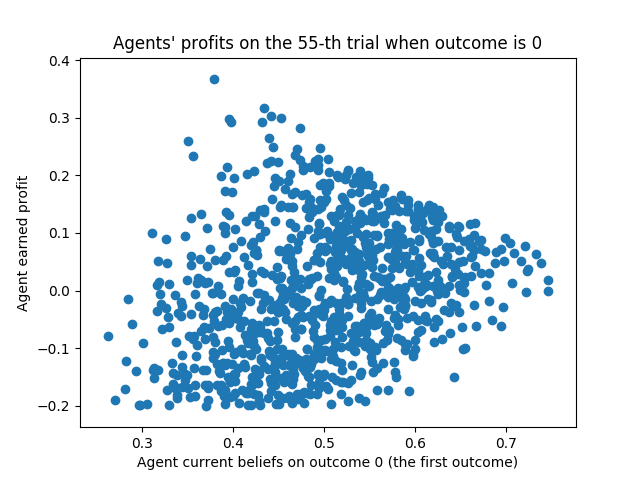 Agents' profits on the 55-th trial when outcome is 0
0.4
0.3
0.2
0.1
0.0
−0.1
−0.2
Agent earned profit
0.3 0.4 0.5 0.6 0.7
Agent current beliefs on outcome 0 (the first outcome)